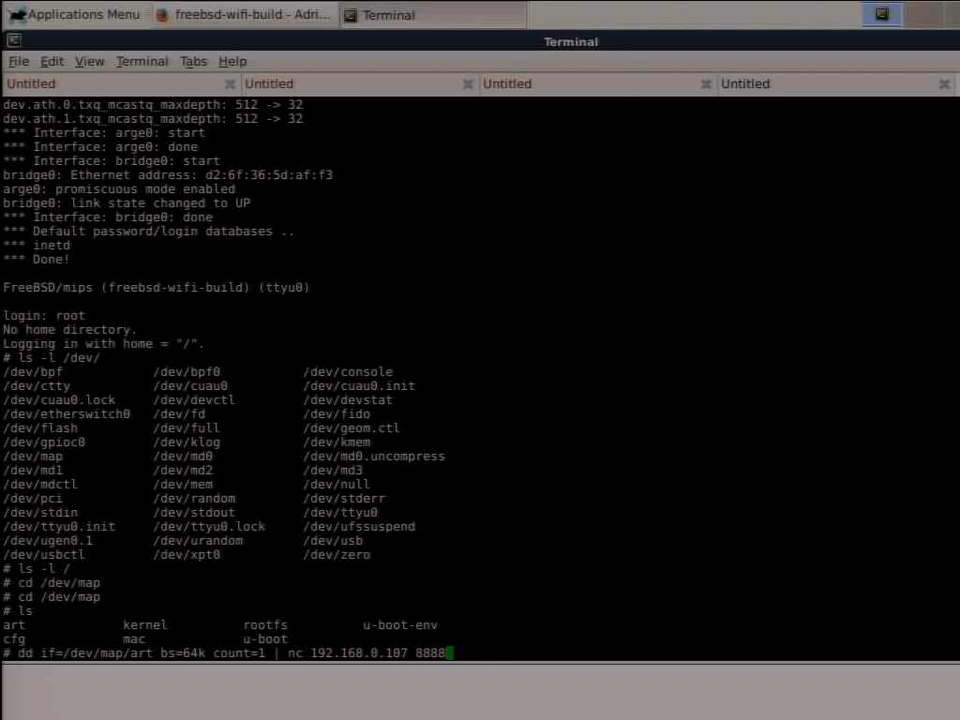 Applications Menu freebsd-wifi-build - Adri... Terminal
Terminal
File Edit View Terminal Tabs Help
Untitled Untitled Untitled Untitled
dev.ath.0.txq_mcastq_maxdepth: 512 -> 32
dev.ath.1.txq_mcastq_maxdepth: 512 -> 32
*** Interface: arge0: start
*** Interface: arge0: done
*** Interface: bridge0: start
bridge0: Ethernet address: d2:6f:36:5d:af:f3
arge0: promiscuous mode enabled
bridge0: link state changed to UP
*** Interface: bridge0: done
*** Default password/login databases ..
*** inetd
*** Done!
FreeBSD/mips (freebsd-wifi-build) (ttyu0)
login: root
No home directory.
Logging in with home = "/".
# ls -l /dev/
/dev/bpf /dev/bpf0 /dev/console
/dev/ctty /dev/cuau0 /dev/cuau0.init
/dev/cuau0.lock /dev/devctl /dev/devstat
/dev/etherswitch0 /dev/fd /dev/fido
/dev/flash /dev/full /dev/geom.ctl
/dev/gpioc0 /dev/klog /dev/kmem
/dev/map /dev/md0 /dev/md0.uncompress
/dev/md1 /dev/md2 /dev/md3
/dev/mdctl /dev/mem /dev/null
/dev/pci /dev/random /dev/stderr
/dev/stdin /dev/stdout /dev/ttyu0
/dev/ttyu0.init /dev/ttyu0.lock /dev/ufssuspend
/dev/ugen0.1 /dev/urandom /dev/usb
/dev/usbctl /dev/xpt0 /dev/zero
# ls -l /
# cd /dev/map
# cd /dev/map
# ls
art kernel rootfs u-boot-env
cfg mac u-boot
# dd if=/dev/map/art bs=64k count=1 | nc 192.168.0.107 8888